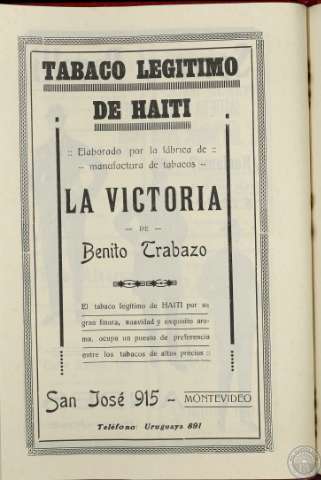 TABACO LEGITIMO
DE HAITI
:: Elaborado por la fábrica de ::
-- manufactura de tabacos --
LA VICTORIA
-- DE --
Benito Trabazo
El tabaco legítimo de HAITI por su
gran finura, suavidad y exquisito aro-
ma, ocupa un puesto de preferencia
entre los tabacos de altos precios ::
San José 915 -- MONTEVIDEO
Teléfono: Uruguaya 891